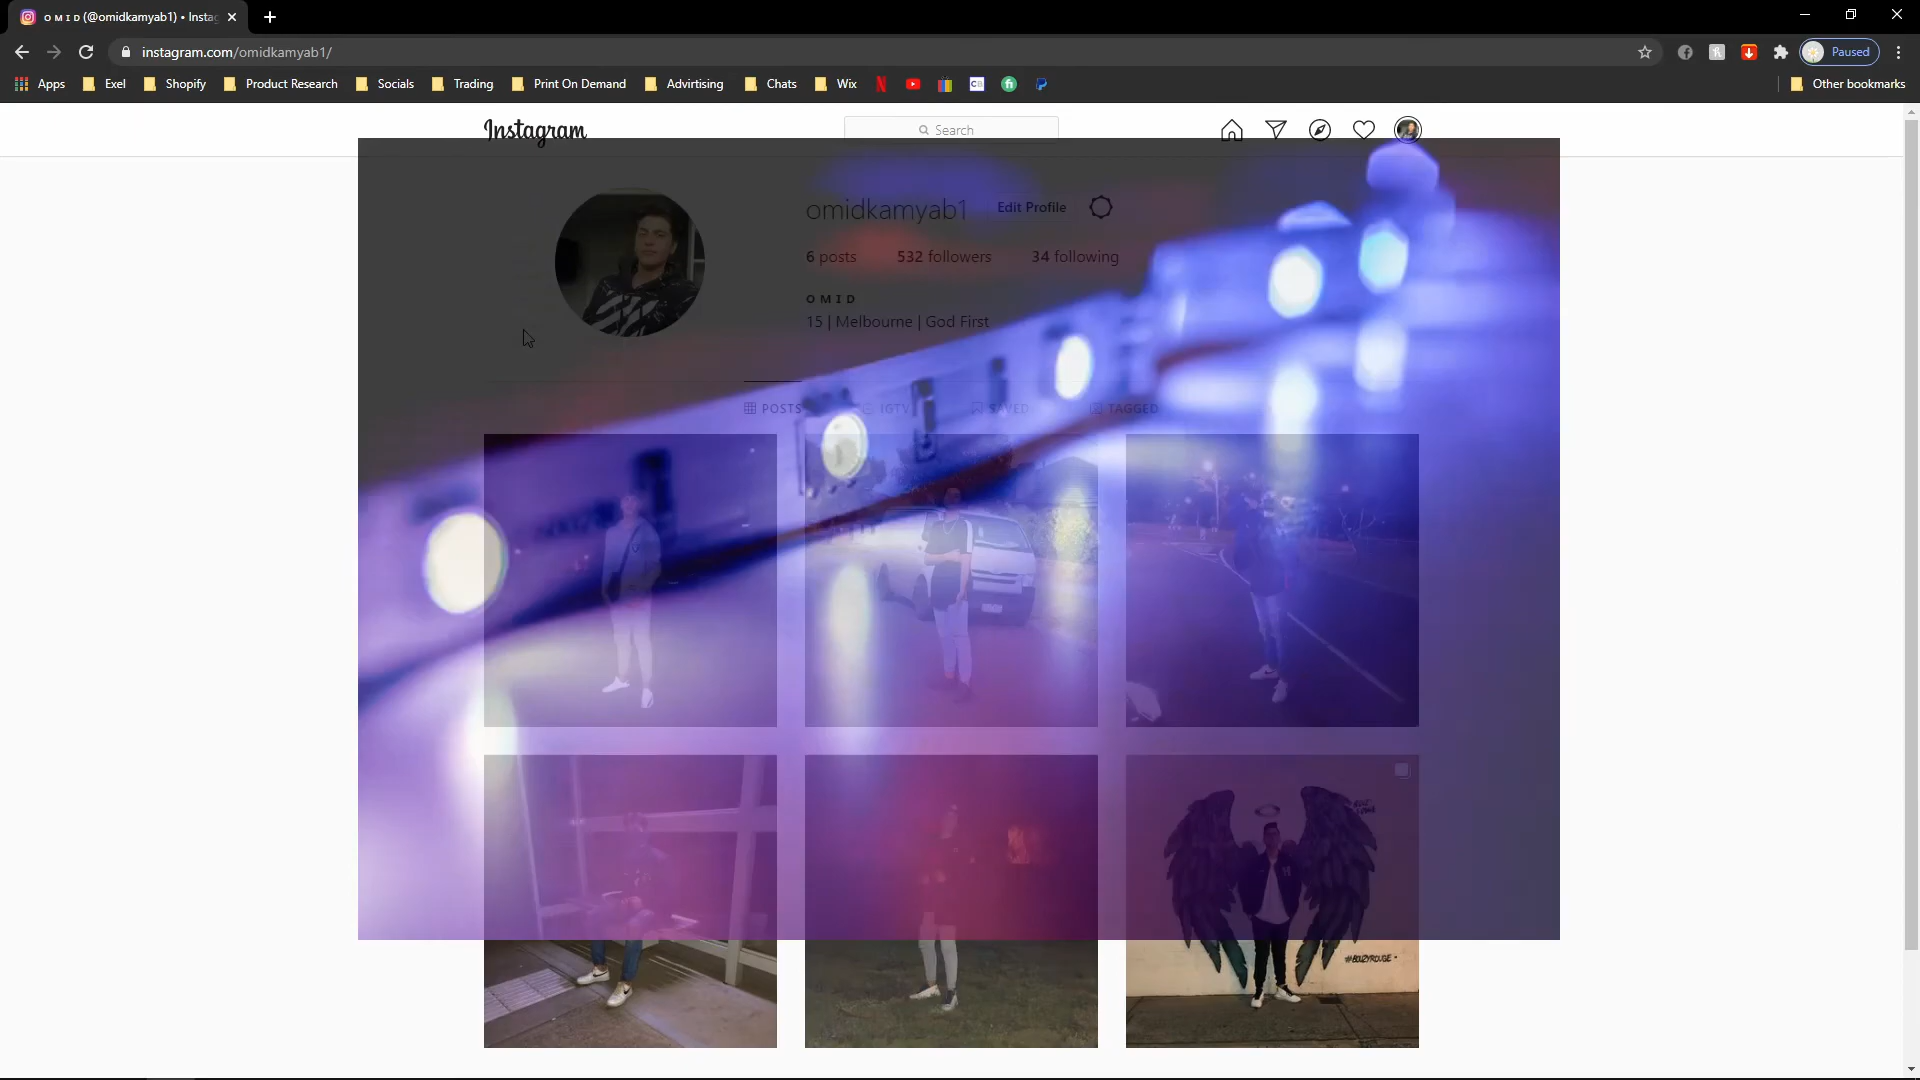 O M I D (@omidkamyab1) • Insta
instagram.com/omidkamyab1/
Paused
Apps
Exel
Shopify
Product Research
Socials
Trading
Print On Demand
Advirtising
Chats
Wix
Other bookmarks
Instagram
Search
omidkamyab1
Edit Profile
6 posts
532 followers
34 following
O M I D
15 | Melbourne | God First
POSTS
IGTV
SAVED
TAGGED
#BOUZYROUGE